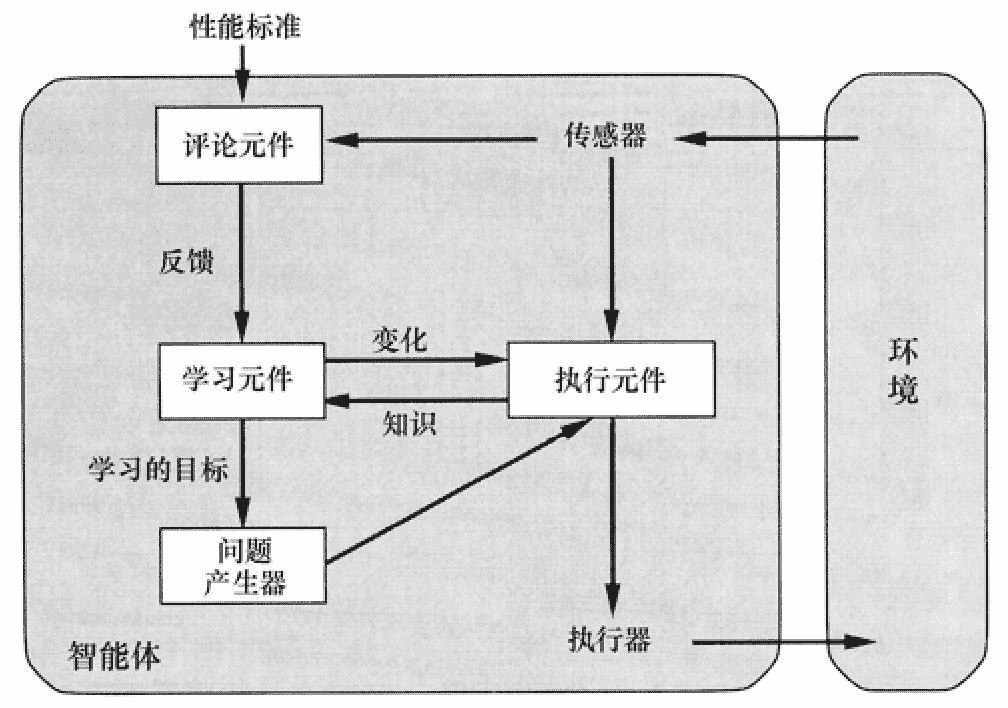 性能标准
评论元件
传感器
反馈
变化
学习元件
执行元件
知识
环
境
学习的目标
问题
产生器
执行器
智能体